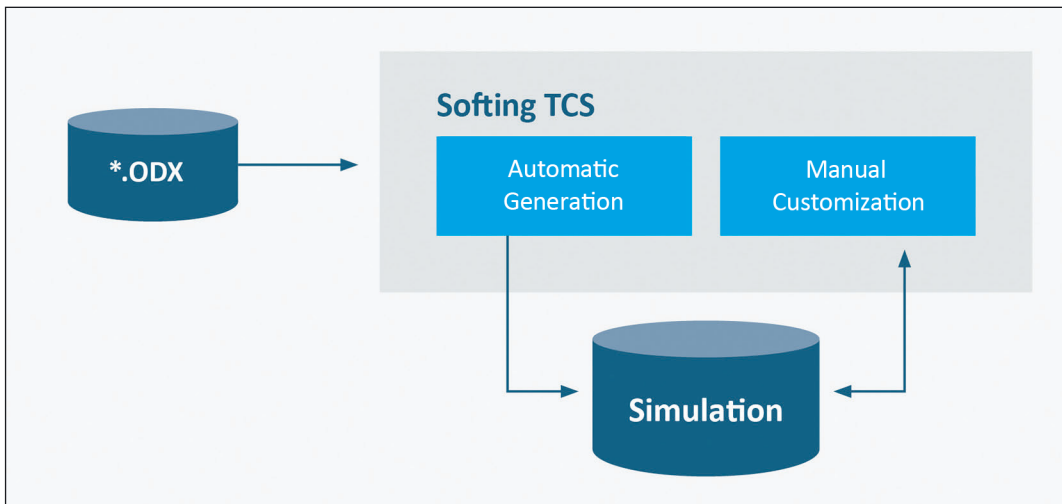 *.ODX
Softing TCS
Automatic
Generation
Manual
Customization
Simulation